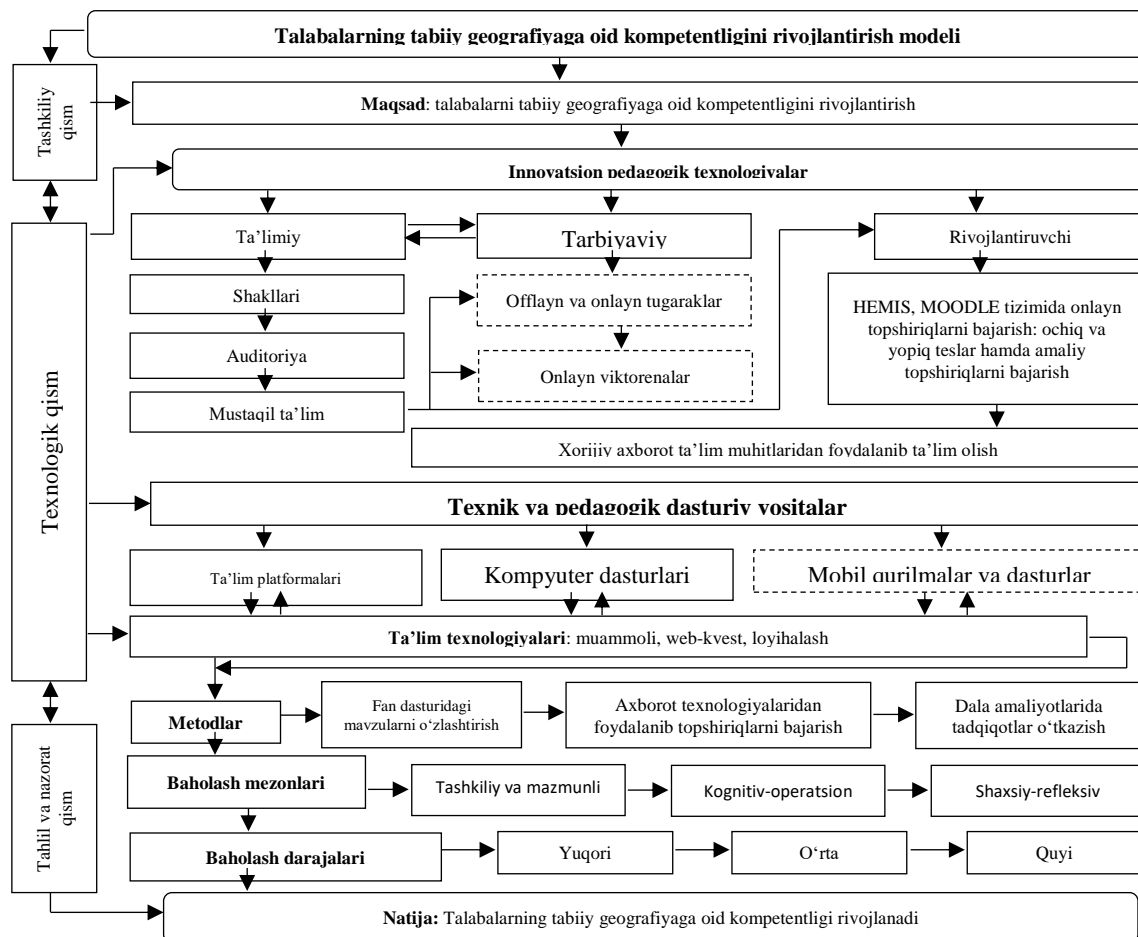 Talabalarning tabiiy geografiyaga oid kompetentligini rivojlantirish modeli
Tashkiliy
qism
Maqsad: talabalarni tabiiy geografiyaga oid kompetentligini rivojlantirish
Innovatsion pedagogik texnologiyalar
Texnologik qism
Ta’limiy
Tarbiyaviy
Rivojlantiruvchi
Shakllari
Offlayn va onlayn tugaraklar
HEMIS, MOODLE tizimida onlayn
topshiriqlarni bajarish: ochiq va
yopiq teslar hamda amaliy
topshiriqlarni bajarish
Auditoriya
Onlayn viktorenalar
Mustaqil ta’lim
Xorijiy axborot ta’lim muhitlaridan foydalanib ta’lim olish
Texnik va pedagogik dasturiy vositalar
Ta’lim platformalari
Kompyuter dasturlari
Mobil qurilmalar va dasturlar
Ta’lim texnologiyalari: muammoli, web-kvest, loyihalash
Metodlar
Fan dasturidagi
mavzularni o‘zlashtirish
Axborot texnologiyalaridan
foydalanib topshiriqlarni bajarish
Dala amaliyotlarida
tadqiqotlar o‘tkazish
Tahlil va nazorat
qism
Baholash mezonlari
Tashkiliy va mazmunli
Kognitiv-operatsion
Shaxsiy-refleksiv
Baholash darajalari
Yuqori
O‘rta
Quyi
Natija: Talabalarning tabiiy geografiyaga oid kompetentligi rivojlanadi